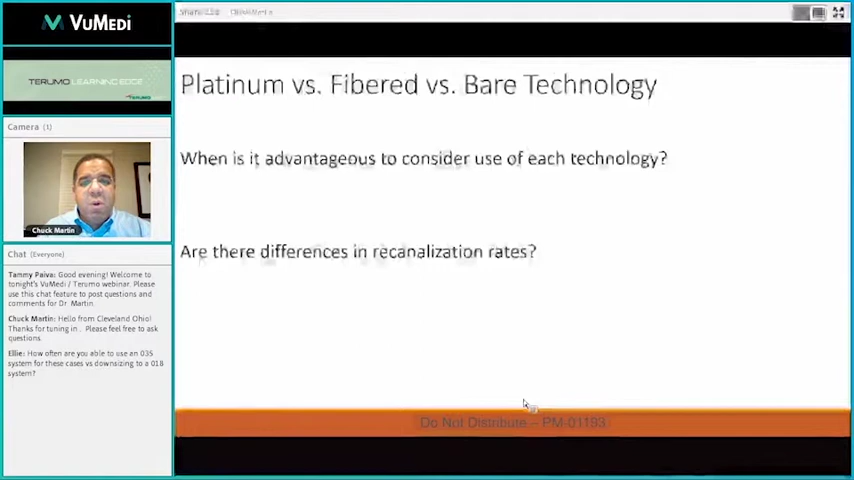 VUMEDI
TERUMO LEARNING EDGE
TERUMO
Camera (1)
Chuck Martin
Chat (Everyone)
Tammy Paiva: Good evening! Welcome to
tonight's VuMedi / Terumo webinar. Please
use this chat feature to post questions and
comments for Dr. Martin.
Chuck Martin: Hello from Cleveland Ohio!
Thanks for tuning in . Please feel free to ask
questions.
Ellie: How often are you able to use an 035
system for these cases vs downsizing to a 018
system?
Platinum vs. Fibered vs. Bare Technology
When is it advantageous to consider use of each technology?
Are there differences in recanalization rates?
Do Not Distribute – PM-01193